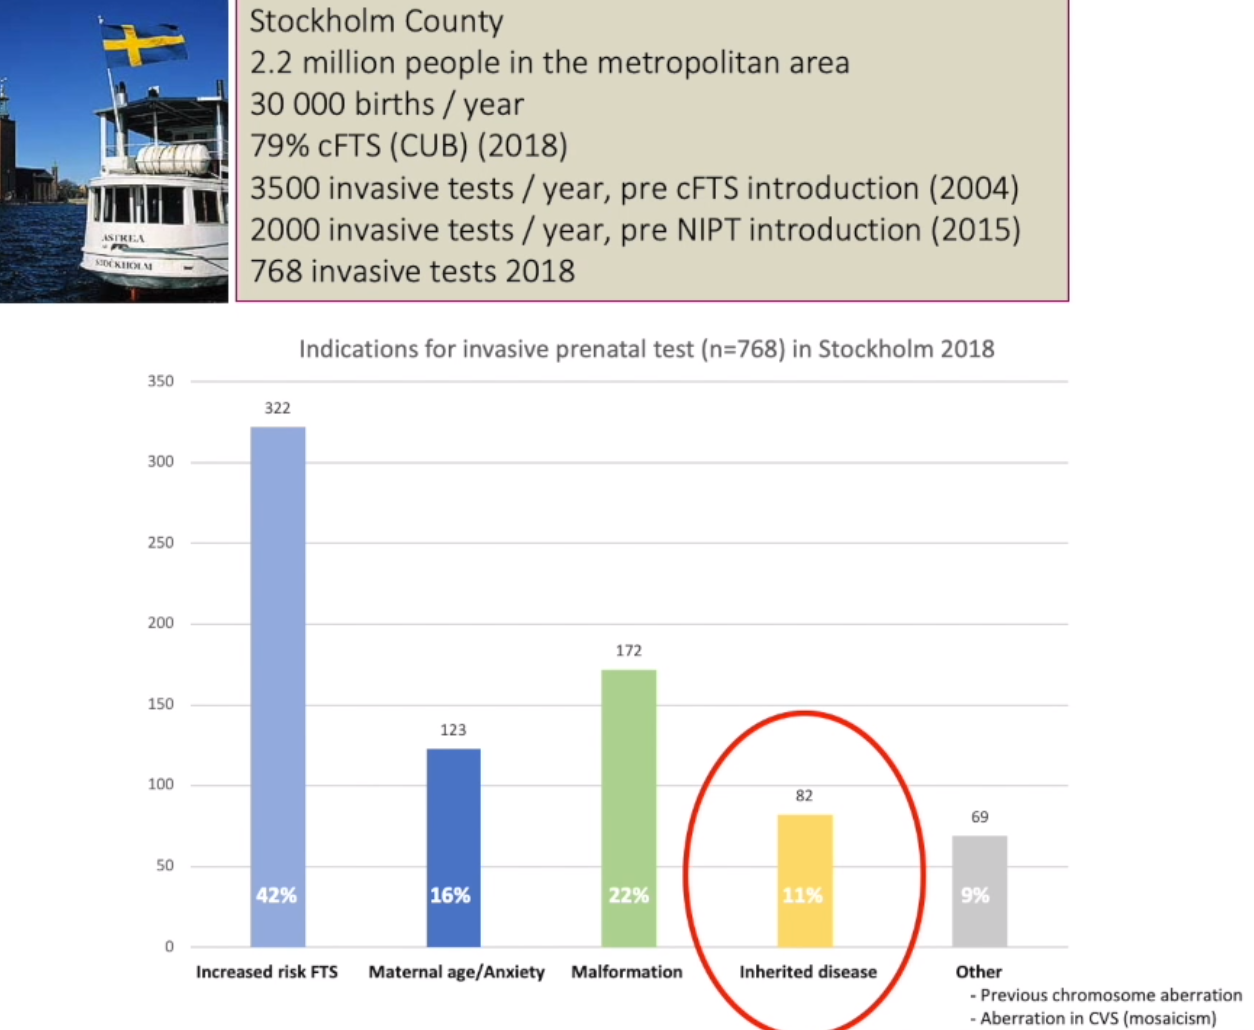 ASTREA
STOCKHOLM
Stockholm County
2.2 million people in the metropolitan area
30 000 births / year
79% cFTS (CUB) (2018)
3500 invasive tests / year, pre cFTS introduction (2004)
2000 invasive tests / year, pre NIPT introduction (2015)
768 invasive tests 2018
Indications for invasive prenatal test (n=768) in Stockholm 2018
350
322
300
250
200
172
150
123
100
82
69
50
42%
16%
22%
11%
9%
0
Increased risk FTS Maternal age/Anxiety Malformation Inherited disease Other
- Previous chromosome aberration
- Aberration in CVS (mosaicism)